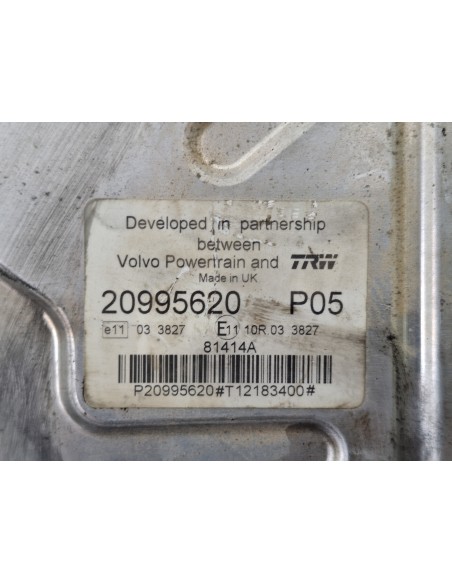 Developed in partnership
between
Volvo Powertrain and TRW
Made in UK
20995620 P05
e11 03 3827 E11 10R.03 3827
81414A
P20995620#T12183400#